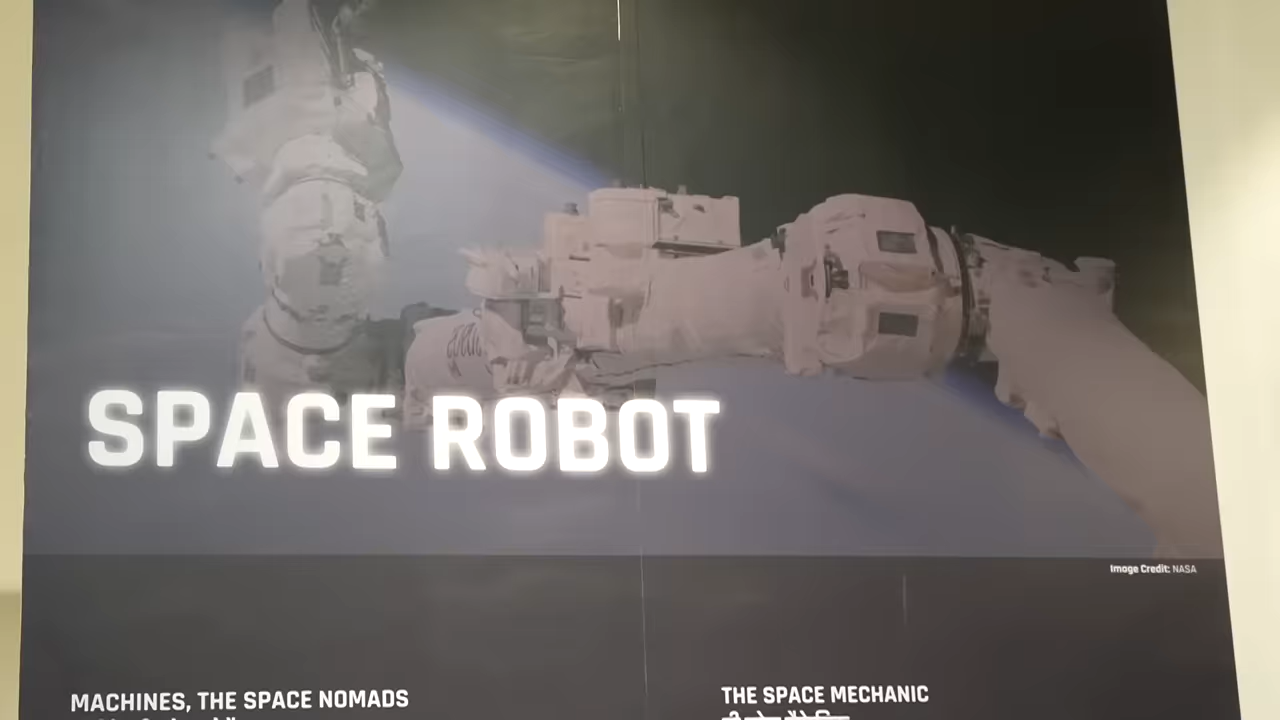 SPACE ROBOT
Image Credit: NASA
MACHINES, THE SPACE NOMADS
THE SPACE MECHANIC